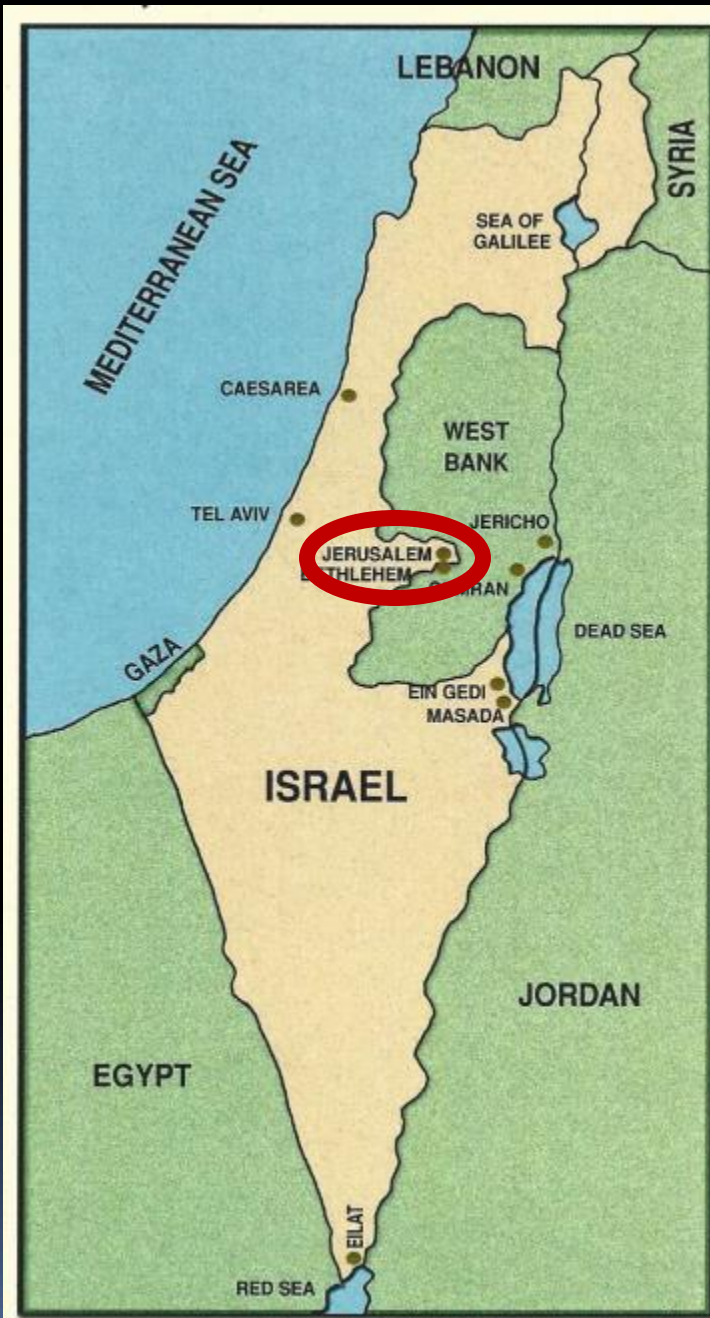 LEBANON
SYRIA
MEDITERRANEAN SEA
SEA OF
GALILEE
CAESAREA
WEST
BANK
TEL AVIV
JERICHO
JERUSALEM
BETHLEHEM
DEAD SEA
GAZA
EIN GEDI
MASADA
ISRAEL
JORDAN
EGYPT
EILAT
RED SEA